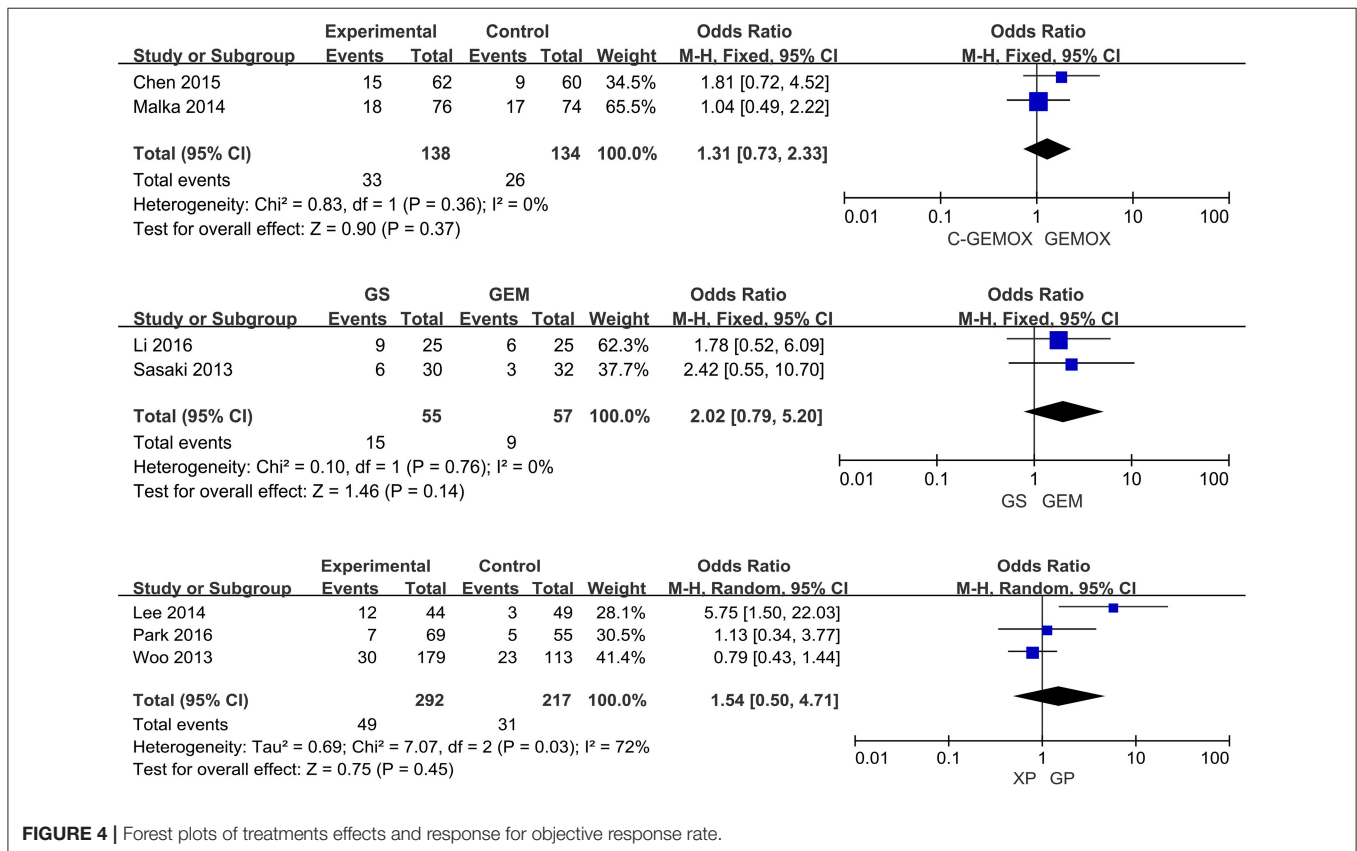 Experimental Control Odds Ratio Odds Ratio
Study or Subgroup Events Total Events Total Weight M-H, Fixed, 95% CI M-H, Fixed, 95% CI
Chen 2015 15 62 9 60 34.5% 1.81 [0.72, 4.52]
Malka 2014 18 76 17 74 65.5% 1.04 [0.49, 2.22]
Total (95% CI) 138 134 100.0% 1.31 [0.73, 2.33]
Total events 33 26
Heterogeneity: Chi² = 0.83, df = 1 (P = 0.36); I² = 0%
Test for overall effect: Z = 0.90 (P = 0.37)
0.01 0.1 1 10 100
C-GEMOX GEMOX
GS GEM Odds Ratio Odds Ratio
Study or Subgroup Events Total Events Total Weight M-H, Fixed, 95% CI M-H, Fixed, 95% CI
Li 2016 9 25 6 25 62.3% 1.78 [0.52, 6.09]
Sasaki 2013 6 30 3 32 37.7% 2.42 [0.55, 10.70]
Total (95% CI) 55 57 100.0% 2.02 [0.79, 5.20]
Total events 15 9
Heterogeneity: Chi² = 0.10, df = 1 (P = 0.76); I² = 0%
Test for overall effect: Z = 1.46 (P = 0.14)
0.01 0.1 1 10 100
GS GEM
Experimental Control Odds Ratio Odds Ratio
Study or Subgroup Events Total Events Total Weight M-H, Random, 95% CI M-H, Random, 95% CI
Lee 2014 12 44 3 49 28.1% 5.75 [1.50, 22.03]
Park 2016 7 69 5 55 30.5% 1.13 [0.34, 3.77]
Woo 2013 30 179 23 113 41.4% 0.79 [0.43, 1.44]
Total (95% CI) 292 217 100.0% 1.54 [0.50, 4.71]
Total events 49 31
Heterogeneity: Tau² = 0.69; Chi² = 7.07, df = 2 (P = 0.03); I² = 72%
Test for overall effect: Z = 0.75 (P = 0.45)
0.01 0.1 1 10 100
XP GP
FIGURE 4 | Forest plots of treatments effects and response for objective response rate.